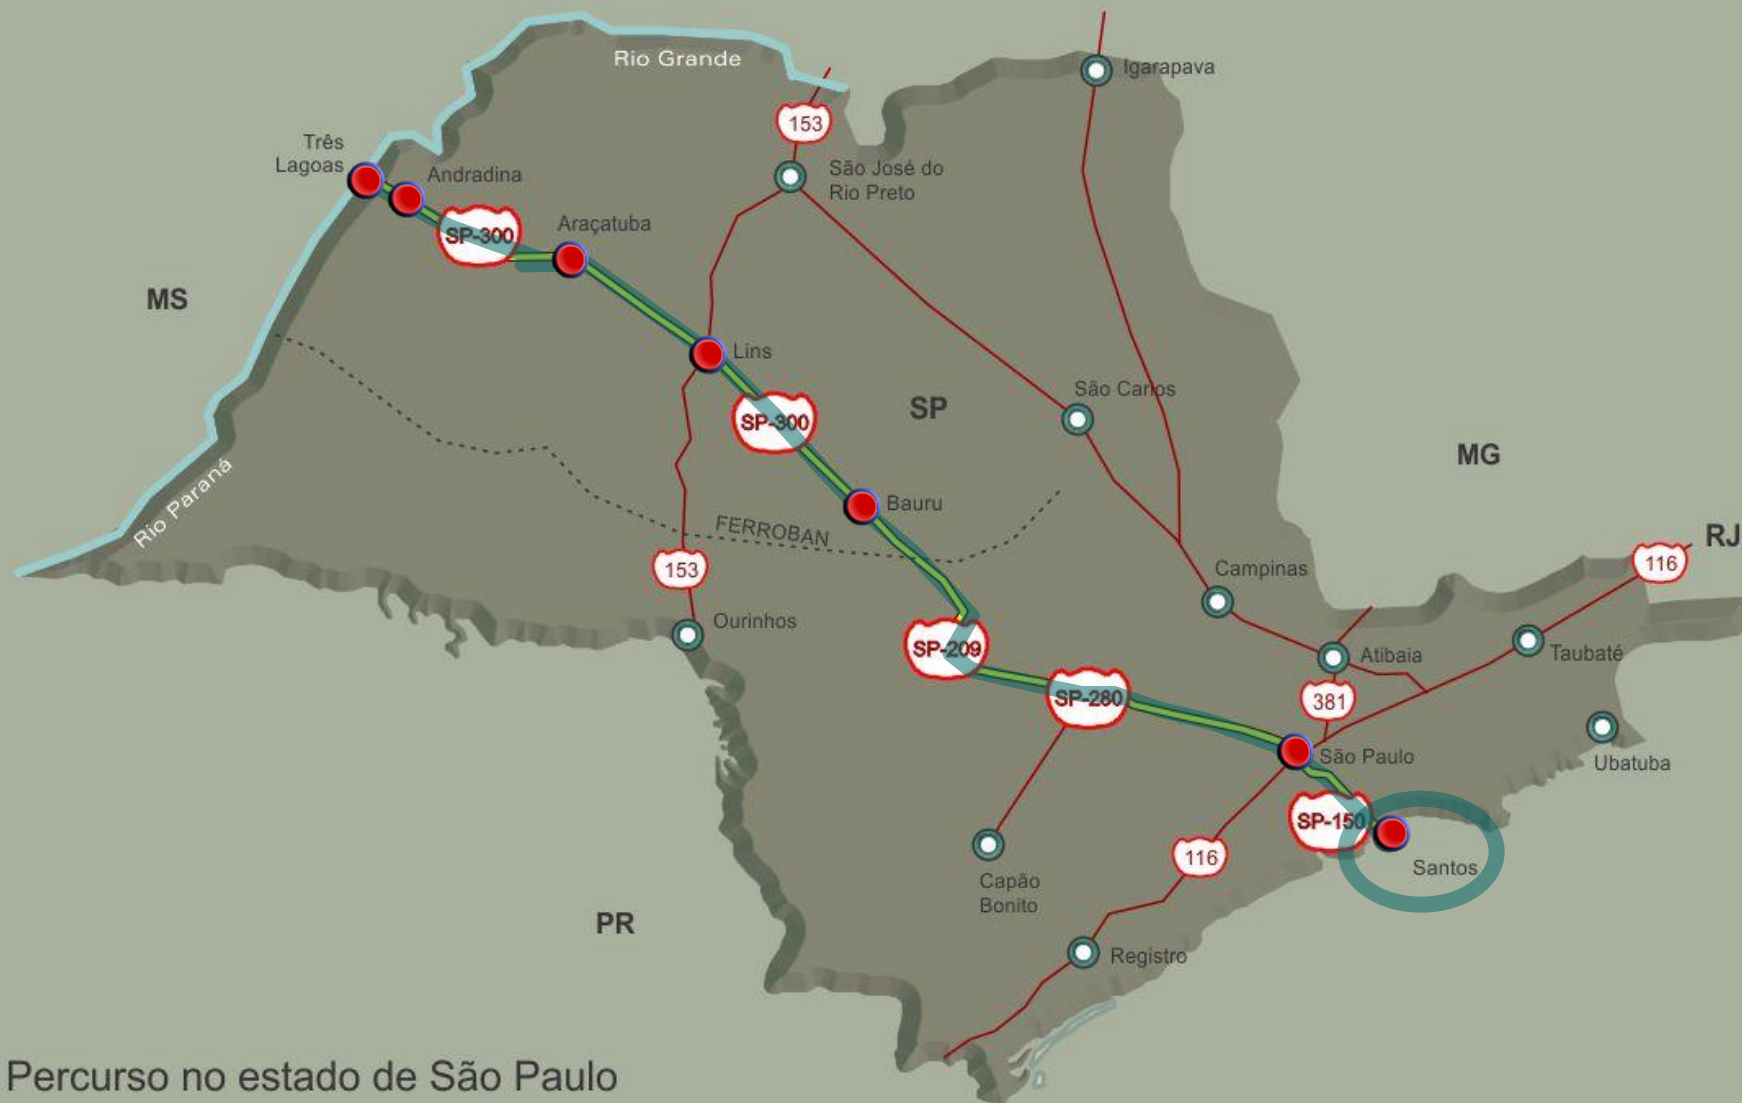 Rio Grande
Igarapava
153
Três
Lagoas
Andradina
São José do
Rio Preto
SP-300
Araçatuba
MS
Lins
São Carlos
SP
SP-300
MG
Rio Paraná
Bauru
FERROBAN
RJ
116
153
Campinas
Ourinhos
SP-209
Atibaia
Taubaté
SP-280
381
São Paulo
Ubatuba
SP-150
116
Santos
Capão
Bonito
PR
Registro
Percurso no estado de São Paulo